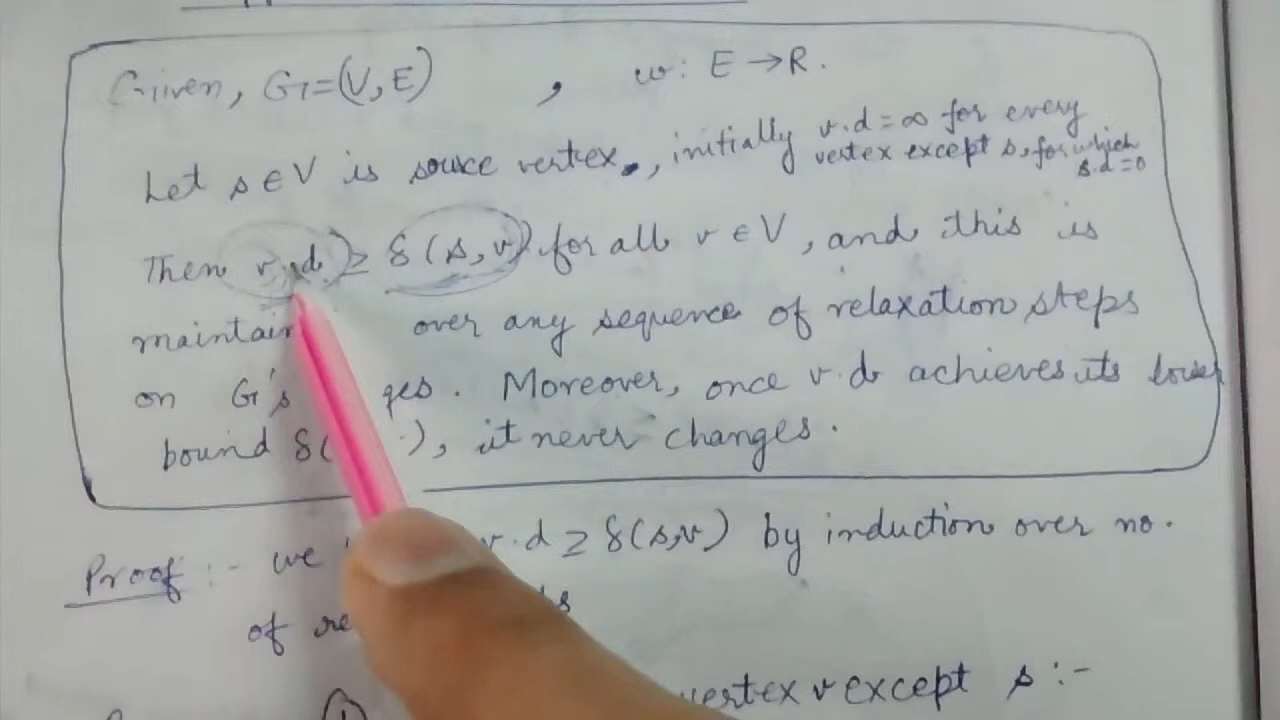 Given, G=(V,E) , w: E→R.
Let s∈V is source vertex, initially v.d=∞ for every
vertex except s, for which
s.d=0
Then v.d ≥ δ(s,v) for all v∈V, and this is
maintain over any sequence of relaxation steps
on G's ges. Moreover, once v.d achieves its lower
bound δ( ), it never changes.
Proof :- we v.d ≥ δ(s,v) by induction over no.
of re
vertex v except s :-